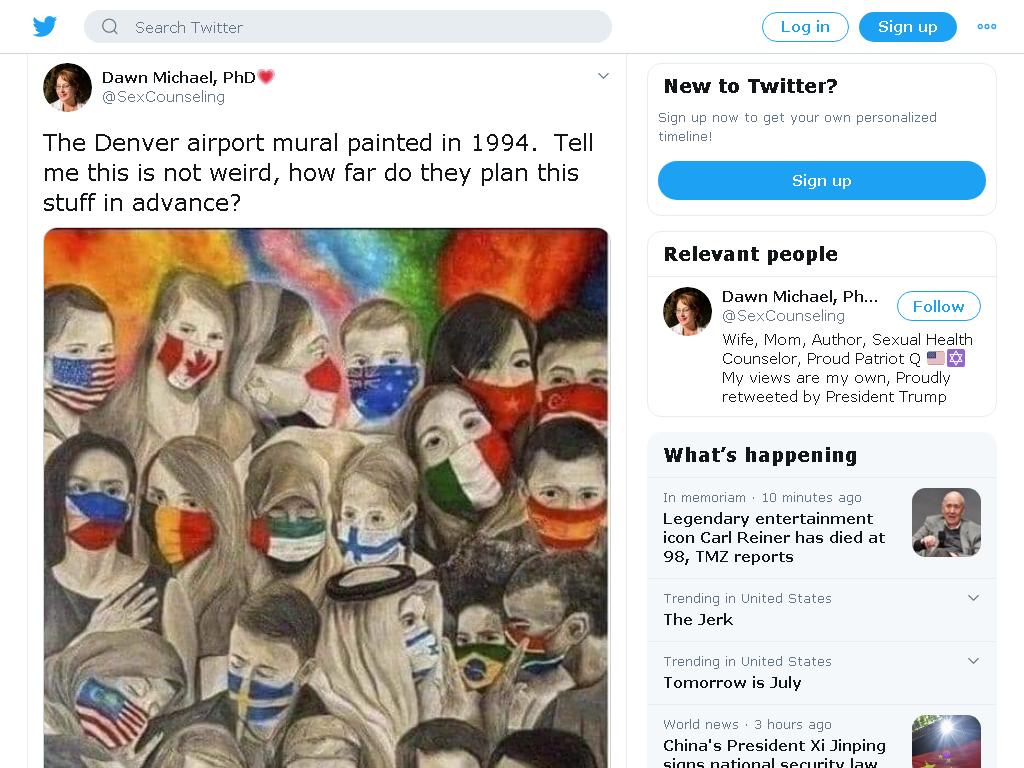 Search Twitter
Log in
Sign up
Dawn Michael, PhD
@SexCounseling
The Denver airport mural painted in 1994.  Tell
me this is not weird, how far do they plan this
stuff in advance?
New to Twitter?
Sign up now to get your own personalized
timeline!
Sign up
Relevant people
Dawn Michael, Ph...
@SexCounseling
Follow
Wife, Mom, Author, Sexual Health
Counselor, Proud Patriot Q
My views are my own, Proudly
retweeted by President Trump
What's happening
In memoriam · 10 minutes ago
Legendary entertainment
icon Carl Reiner has died at
98, TMZ reports
Trending in United States
The Jerk
Trending in United States
Tomorrow is July
World news · 3 hours ago
China's President Xi Jinping
signs national security law